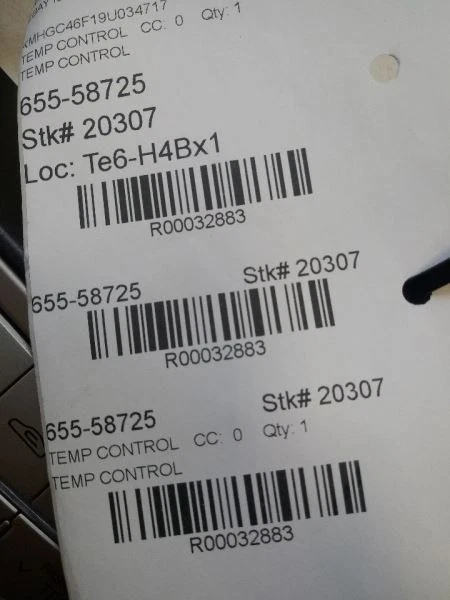 KMHGC46F19U034717
TEMP CONTROL CC: 0 Qty: 1
TEMP CONTROL
655-58725
Stk# 20307
Loc: Te6-H4Bx1
R00032883
655-58725 Stk# 20307
R00032883
655-58725 Stk# 20307
TEMP CONTROL CC: 0 Qty: 1
TEMP CONTROL
R00032883